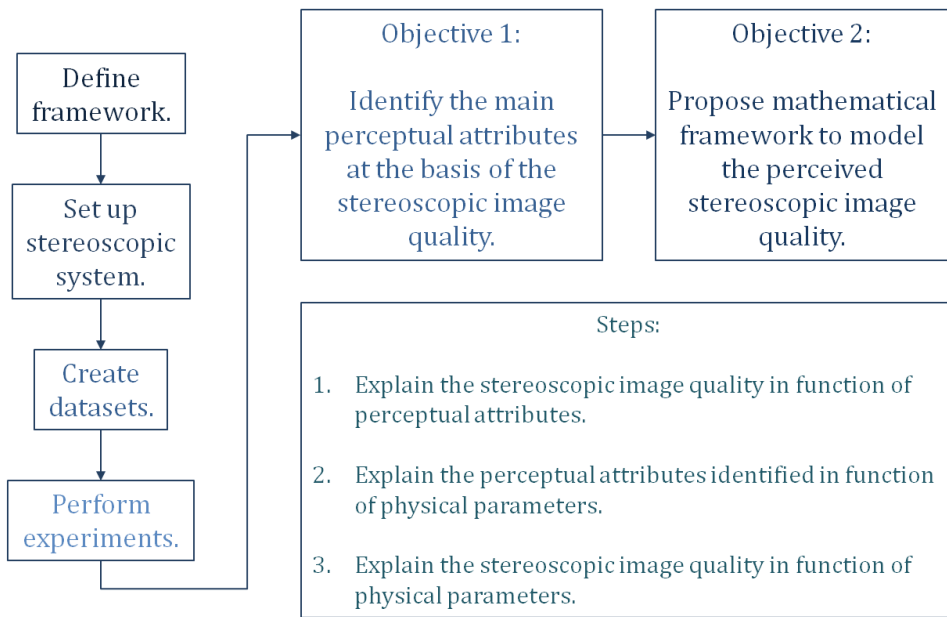 Define
framework.
Set up
stereoscopic
system.
Create
datasets.
Perform
experiments.
Objective 1:
Identify the main
perceptual attributes
at the basis of the
stereoscopic image
quality.
Objective 2:
Propose mathematical
framework to model
the perceived
stereoscopic image
quality.
Steps:
1. Explain the stereoscopic image quality in function of
perceptual attributes.
2. Explain the perceptual attributes identified in function
of physical parameters.
3. Explain the stereoscopic image quality in function of
physical parameters.